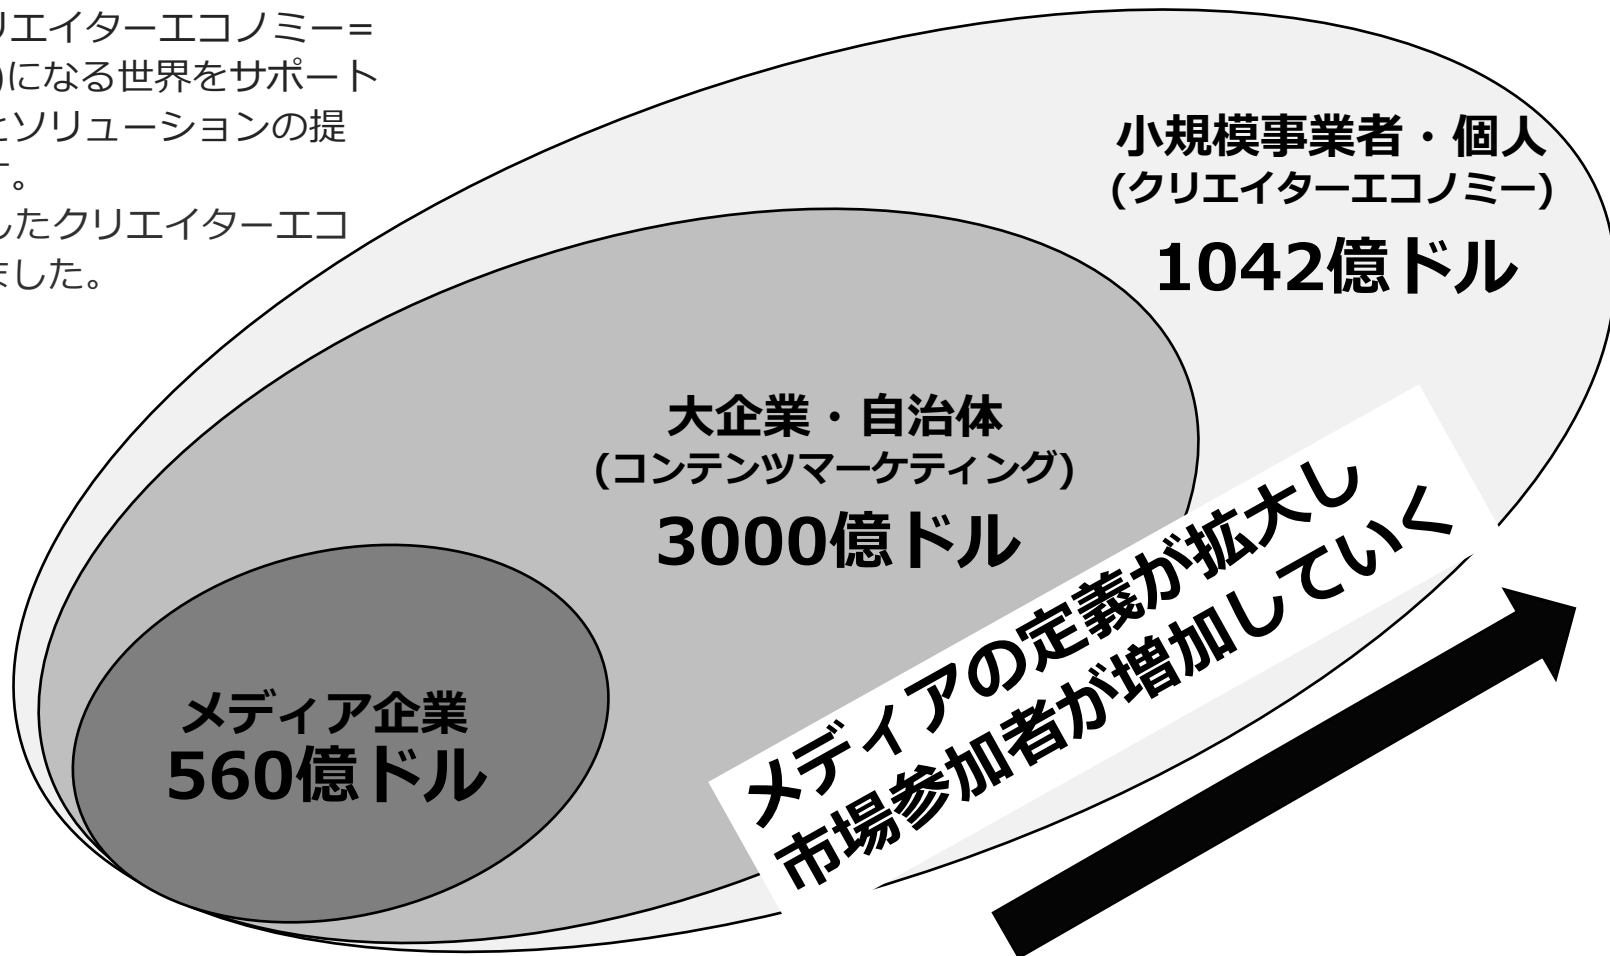 リエイターエコノミー=
)になる世界をサポート
とソリューションの提
す。
したクリエイターエコ
ました。
小規模事業者・個人
(クリエイターエコノミー)
1042億ドル
大企業・自治体
(コンテンツマーケティング)
3000億ドル
メディア企業
560億ドル
メディアの定義が拡大し
市場参加者が増加していく